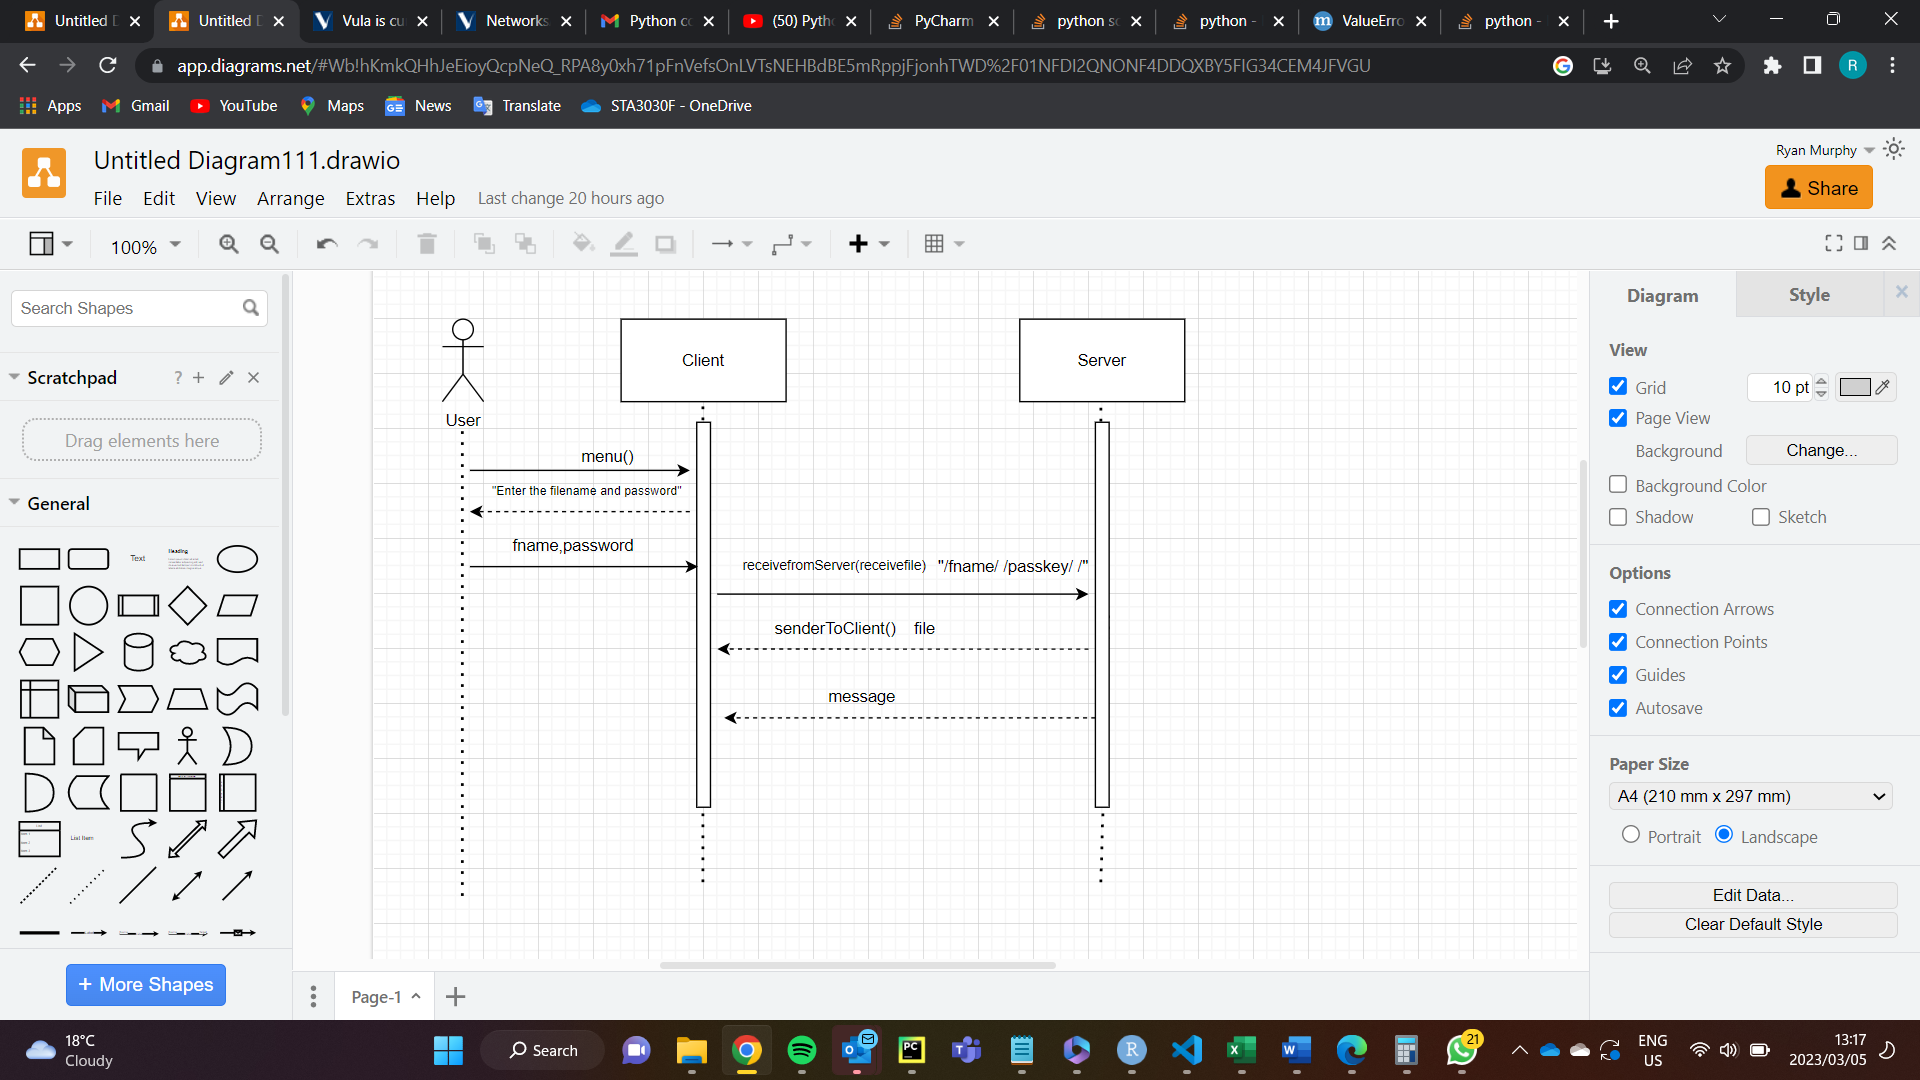 Untitled D
Untitled D
Vula is cu
Networks
Python co
(50) Pytho
PyCharm
python so
python -
ValueErro
python -
app.diagrams.net/#Wb!hKmkQHhJeEioyQcpNeQ_RPA8y0xh71pFnVefsOnLVTsNEHBdBE5mRppjFjonhTWD%2F01NFDI2QNONF4DDQXBY5FIG34CEM4JFVGU
R
Apps
Gmail
YouTube
Maps
News
Translate
STA3030F - OneDrive
Untitled Diagram111.drawio
Ryan Murphy
File Edit View Arrange Extras Help Last change 20 hours ago
Share
100%
Search Shapes
Scratchpad
?
Drag elements here
General
Text
Heading
List Item
+ More Shapes
User
Client
Server
menu()
"Enter the filename and password"
fname,password
receivefromServer(receivefile) "/fname/ /passkey/ /"
senderToClient() file
message
Page-1
Diagram
Style
View
Grid
10 pt
Page View
Background
Change...
Background Color
Shadow
Sketch
Options
Connection Arrows
Connection Points
Guides
Autosave
Paper Size
A4 (210 mm x 297 mm)
Portrait
Landscape
Edit Data...
Clear Default Style
18°C
Cloudy
Search
PC
R
W
21
ENG
US
13:17
2023/03/05